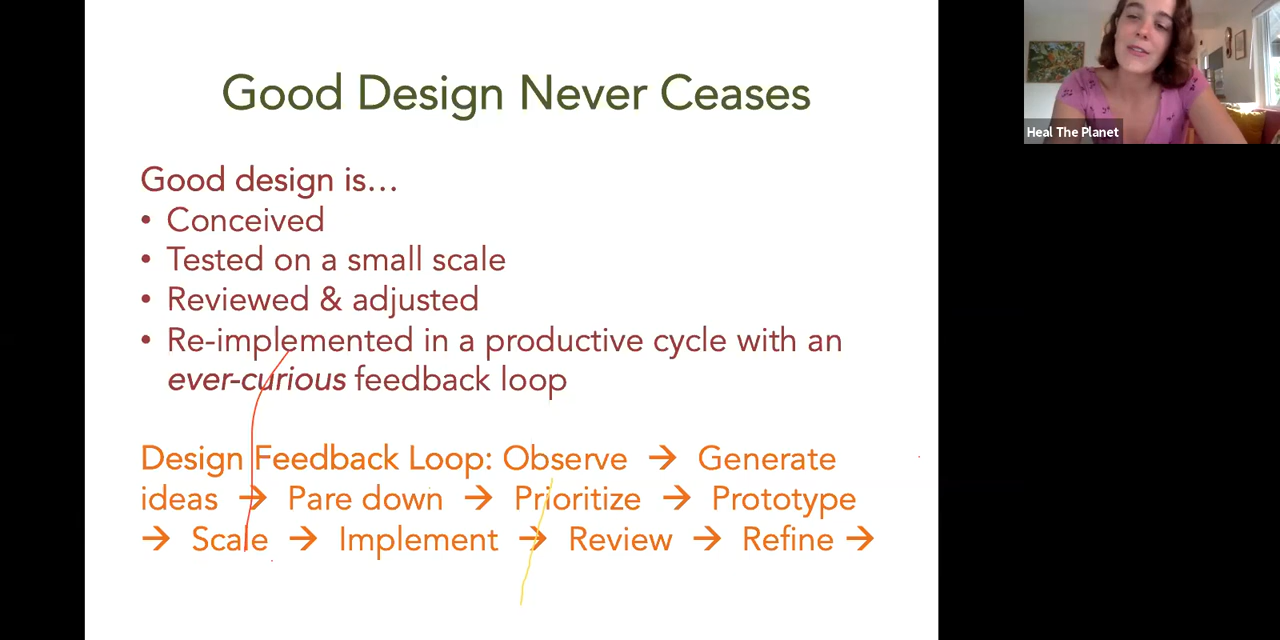 Good Design Never Ceases
Good design is…
• Conceived
• Tested on a small scale
• Reviewed & adjusted
• Re-implemented in a productive cycle with an
ever-curious feedback loop
Design Feedback Loop: Observe → Generate
ideas → Pare down → Prioritize → Prototype
→ Scale → Implement → Review → Refine →
Heal The Planet